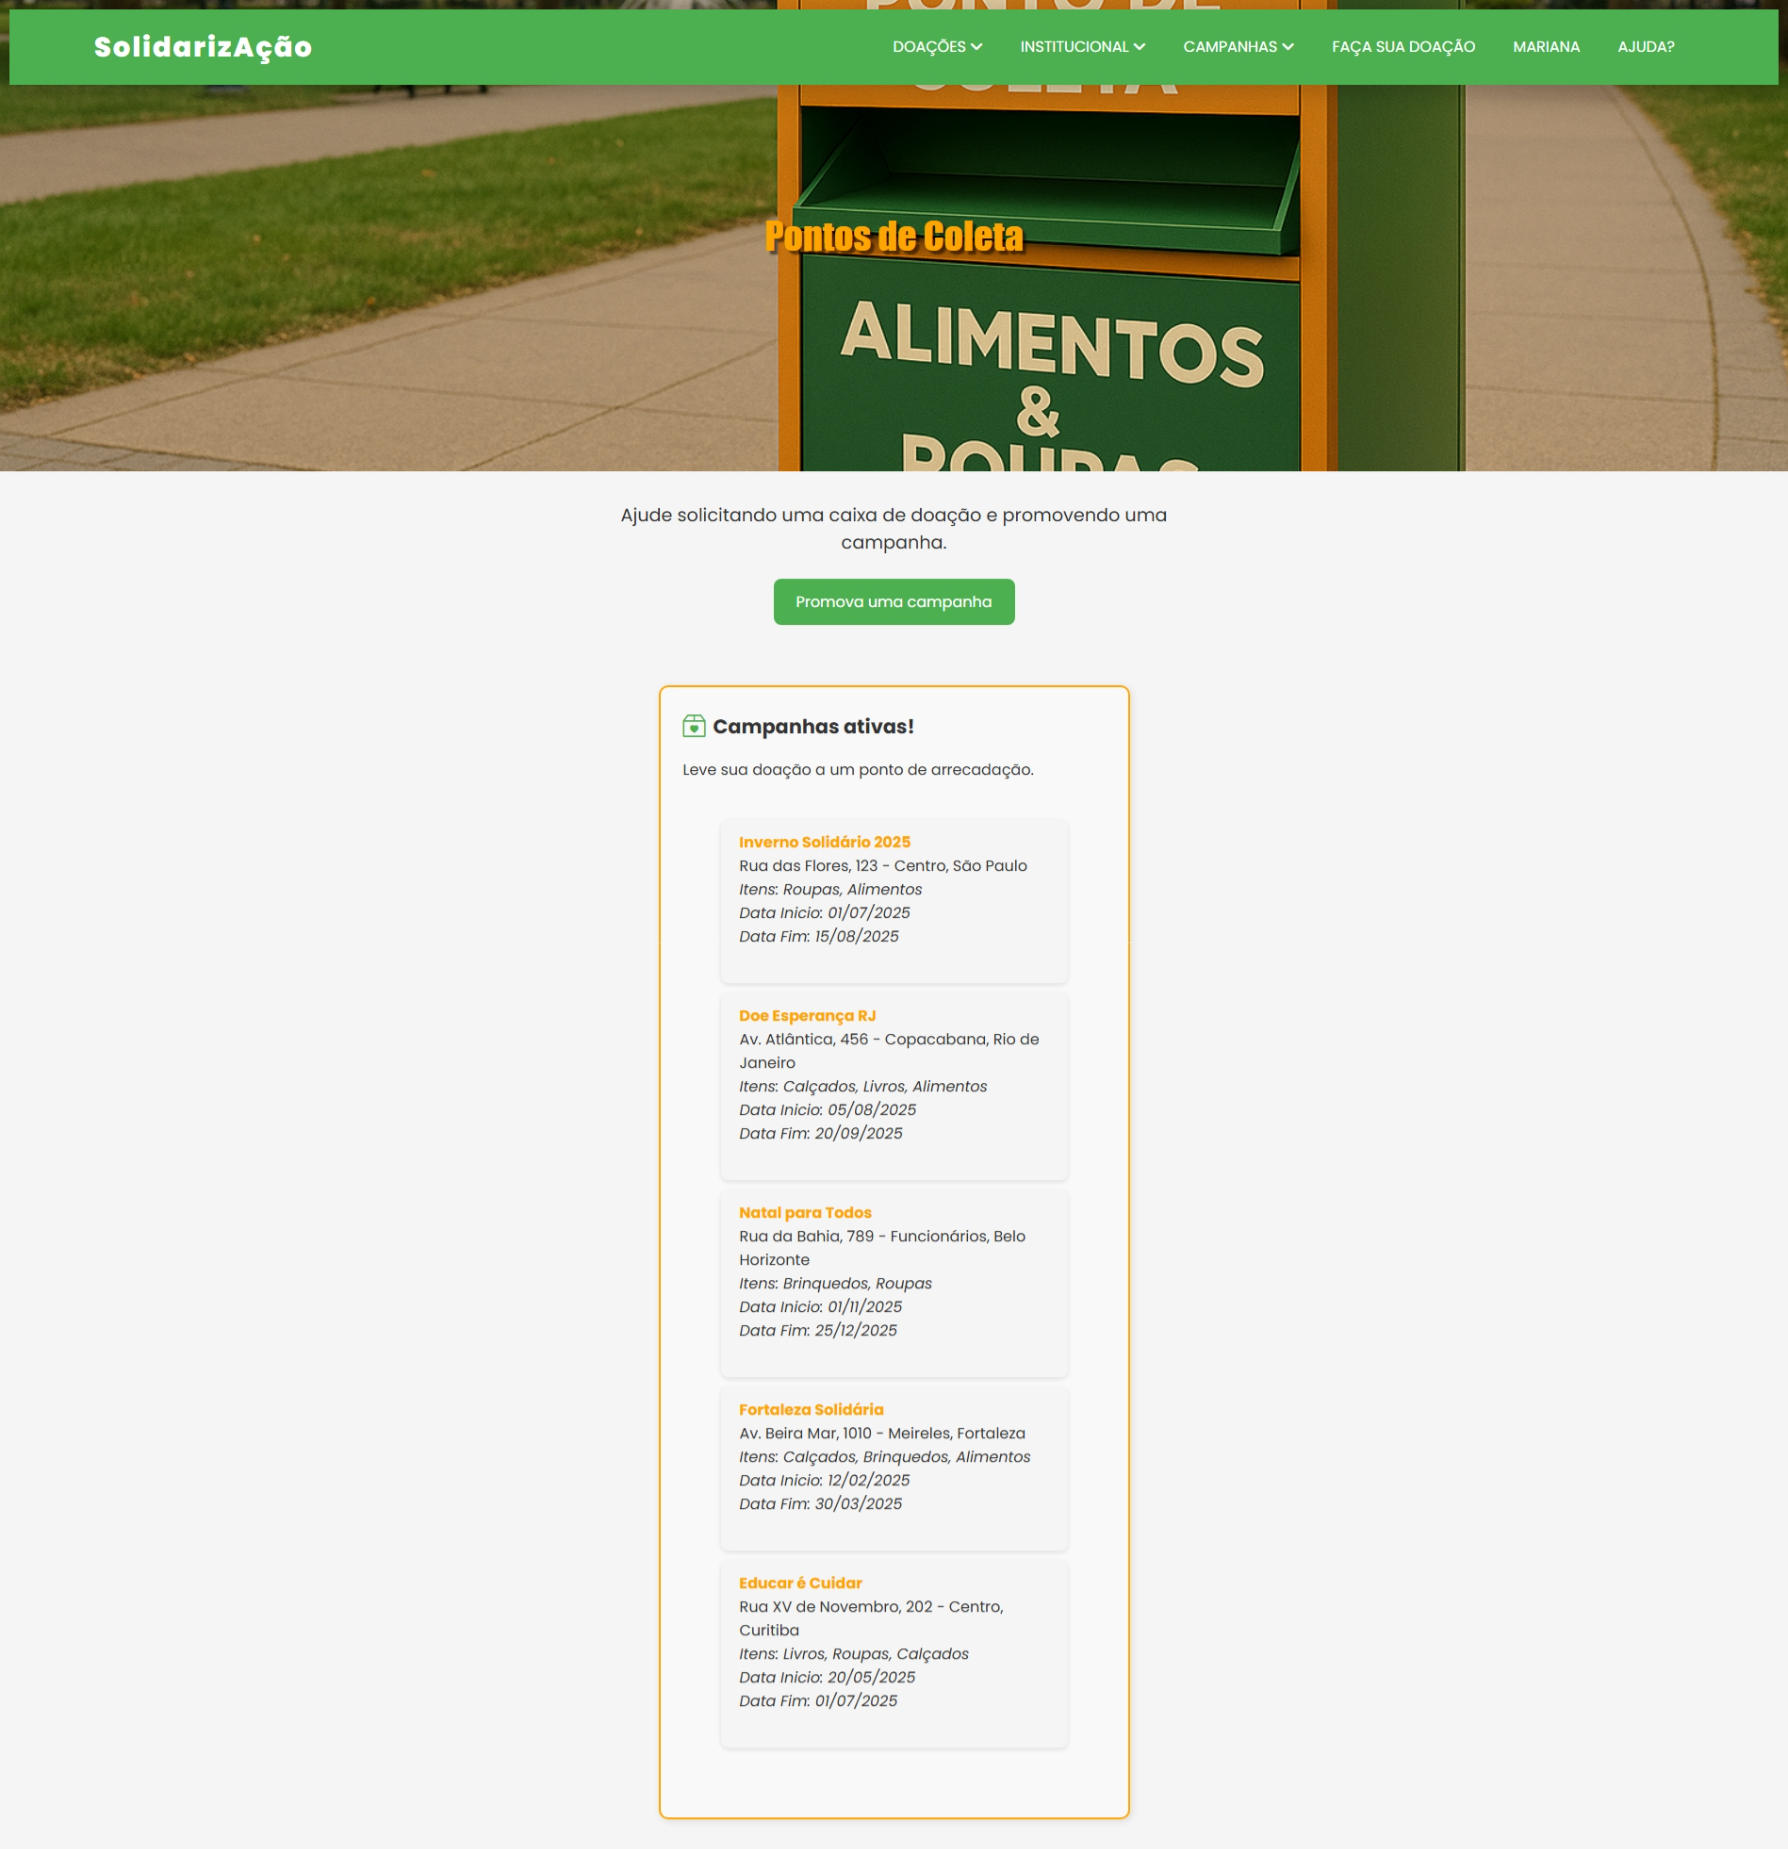 PONTO DE
SolidarizAção
DOAÇÕES
INSTITUCIONAL
CAMPANHAS
FAÇA SUA DOAÇÃO
MARIANA
AJUDA?
COLETA
Pontos de Coleta
ALIMENTOS
&
ROUPAS
Ajude solicitando uma caixa de doação e promovendo uma
campanha.
Promova uma campanha
Campanhas ativas!
Leve sua doação a um ponto de arrecadação.
Inverno Solidário 2025
Rua das Flores, 123 - Centro, São Paulo
Itens: Roupas, Alimentos
Data Inicio: 01/07/2025
Data Fim: 15/08/2025
Doe Esperança RJ
Av. Atlântica, 456 - Copacabana, Rio de
Janeiro
Itens: Calçados, Livros, Alimentos
Data Inicio: 05/08/2025
Data Fim: 20/09/2025
Natal para Todos
Rua da Bahia, 789 - Funcionários, Belo
Horizonte
Itens: Brinquedos, Roupas
Data Inicio: 01/11/2025
Data Fim: 25/12/2025
Fortaleza Solidária
Av. Beira Mar, 1010 - Meireles, Fortaleza
Itens: Calçados, Brinquedos, Alimentos
Data Inicio: 12/02/2025
Data Fim: 30/03/2025
Educar é Cuidar
Rua XV de Novembro, 202 - Centro,
Curitiba
Itens: Livros, Roupas, Calçados
Data Inicio: 20/05/2025
Data Fim: 01/07/2025